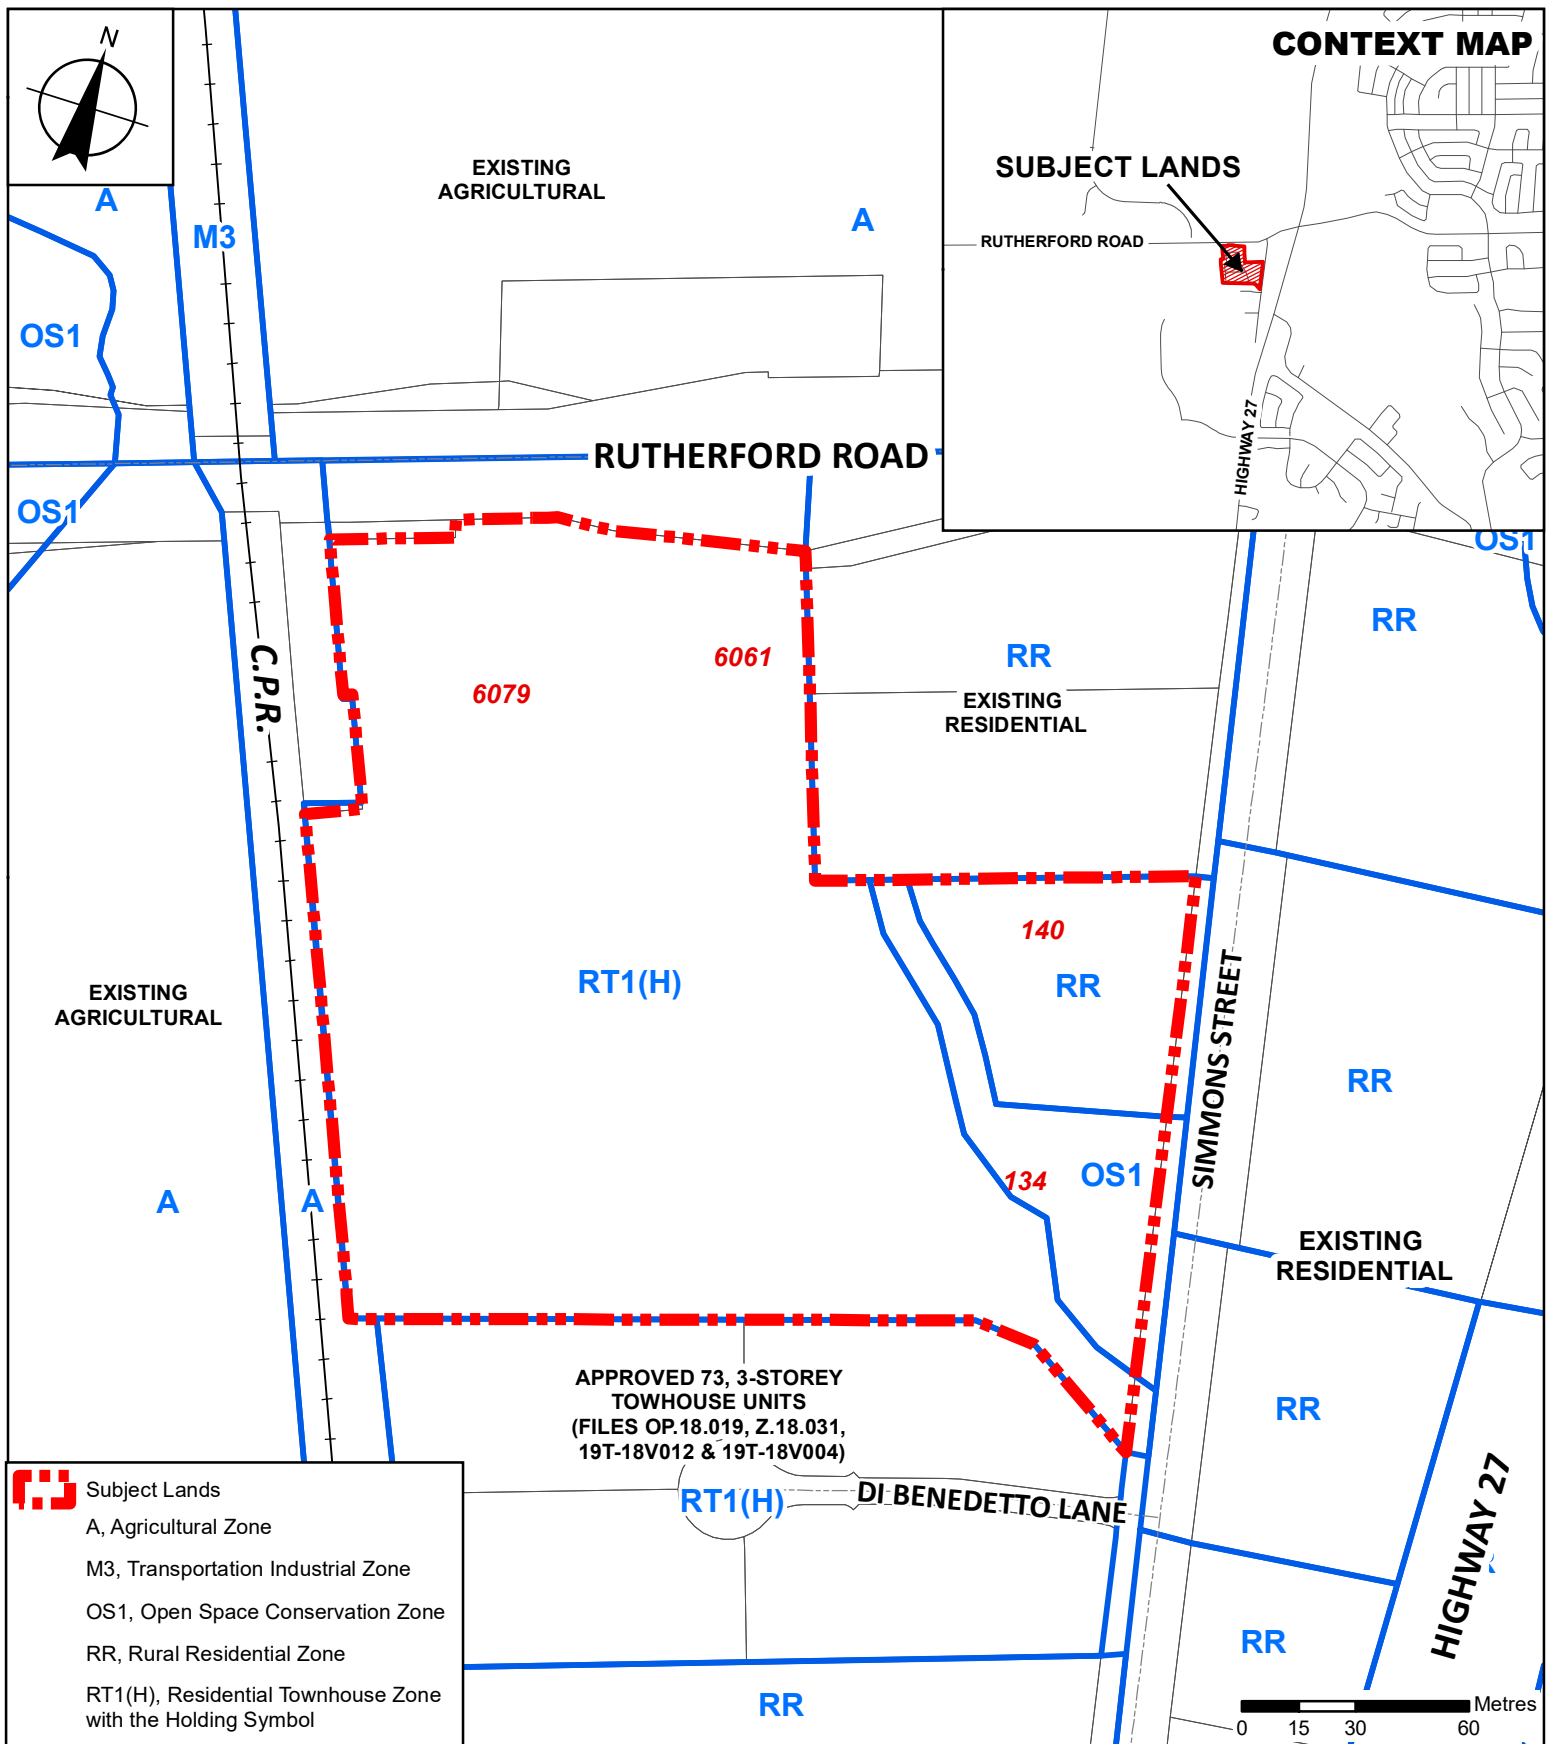 N
CONTEXT MAP
SUBJECT LANDS
RUTHERFORD ROAD
HIGHWAY 27
EXISTING
AGRICULTURAL
A
A
M3
OS1
RUTHERFORD ROAD
OS1
OS1
RR
6061
RR
6079
EXISTING
RESIDENTIAL
C.P.R.
140
RT1(H)
RR
EXISTING
AGRICULTURAL
SIMMONS STREET
RR
134
OS1
A
A
EXISTING
RESIDENTIAL
APPROVED 73, 3-STOREY
TOWHOUSE UNITS
(FILES OP.18.019, Z.18.031,
19T-18V012 & 19T-18V004)
RR
RT1(H)
DI BENEDETTO LANE
HIGHWAY 27
RR
RR
Subject Lands
A, Agricultural Zone
M3, Transportation Industrial Zone
OS1, Open Space Conservation Zone
RR, Rural Residential Zone
RT1(H), Residential Townhouse Zone
with the Holding Symbol
Metres
0 15 30 60